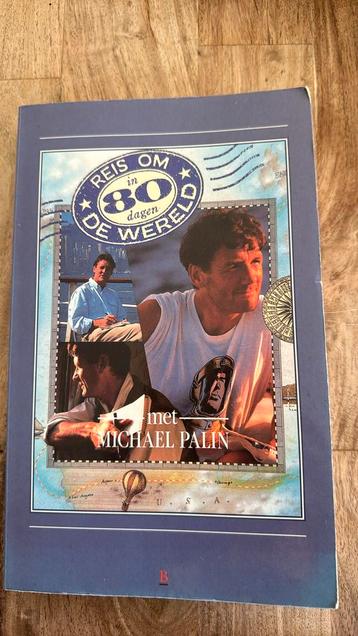 REIS OM
in
80
dagen
DE WERELD
met
MICHAEL PALIN
U.S.A.
B